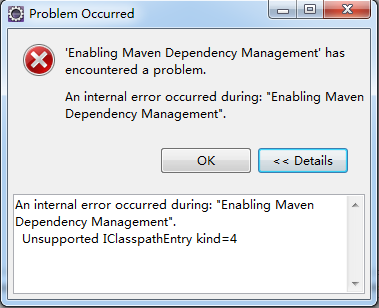 Problem Occurred
'Enabling Maven Dependency Management' has
encountered a problem.
An internal error occurred during: "Enabling Maven
Dependency Management".
OK
<< Details
An internal error occurred during: "Enabling Maven
Dependency Management".
Unsupported IClasspathEntry kind=4